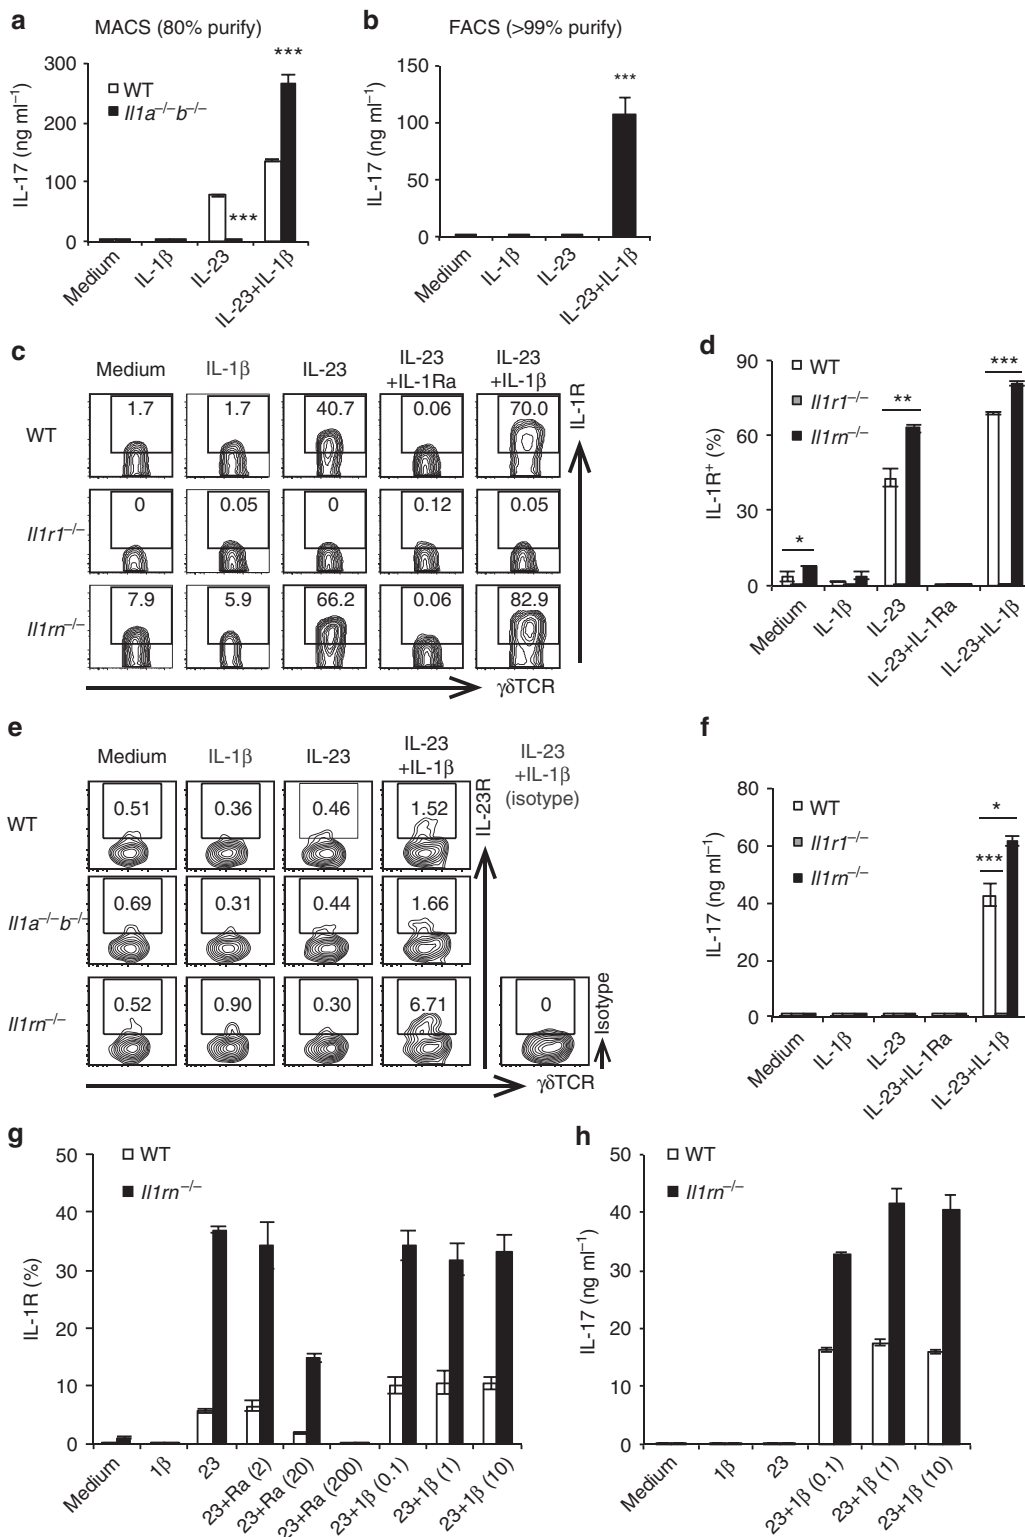 a
MACS (80% purify)
IL-17 (ng ml⁻¹)
300
200
100
0
WT
Il1a⁻/⁻b⁻/⁻
***
***
Medium
IL-1β
IL-23
IL-23+IL-1β
b
FACS (>99% purify)
IL-17 (ng ml⁻¹)
150
100
50
0
***
Medium
IL-1β
IL-23
IL-23+IL-1β
c
Medium
IL-1β
IL-23
IL-23
+IL-1Ra
IL-23
+IL-1β
WT
1.7
1.7
40.7
0.06
70.0
Il1r1⁻/⁻
0
0.05
0
0.12
0.05
Il1rn⁻/⁻
7.9
5.9
66.2
0.06
82.9
IL-1R
γδTCR
d
IL-1R⁺ (%)
90
60
30
0
WT
Il1r1⁻/⁻
Il1rn⁻/⁻
*
**
***
Medium
IL-1β
IL-23
IL-23+IL-1Ra
IL-23+IL-1β
e
Medium
IL-1β
IL-23
IL-23
+IL-1β
IL-23
+IL-1β
(isotype)
WT
0.51
0.36
0.46
1.52
Il1a⁻/⁻b⁻/⁻
0.69
0.31
0.44
1.66
Il1rn⁻/⁻
0.52
0.90
0.30
6.71
0
IL-23R
Isotype
γδTCR
f
IL-17 (ng ml⁻¹)
80
60
40
20
0
WT
Il1r1⁻/⁻
Il1rn⁻/⁻
*
***
Medium
IL-1β
IL-23
IL-23+IL-1Ra
IL-23+IL-1β
g
IL-1R (%)
50
40
30
20
10
0
WT
Il1rn⁻/⁻
Medium
1β
23
23+Ra (2)
23+Ra (20)
23+Ra (200)
23+1β (0.1)
23+1β (1)
23+1β (10)
h
IL-17 (ng ml⁻¹)
50
40
30
20
10
0
WT
Il1rn⁻/⁻
Medium
1β
23
23+1β (0.1)
23+1β (1)
23+1β (10)